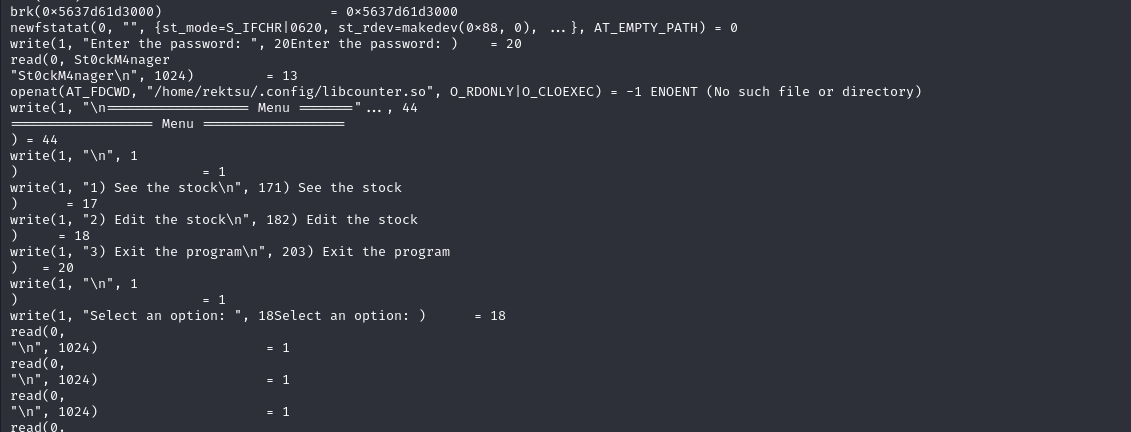 brk(0×5637d61d3000)                     = 0×5637d61d3000
newfstatat(0, "", {st_mode=S_IFCHR|0620, st_rdev=makedev(0×88, 0), ...}, AT_EMPTY_PATH) = 0
write(1, "Enter the password: ", 20Enter the password: )    = 20
read(0, St0ckM4nager
"St0ckM4nager\n", 1024)         = 13
openat(AT_FDCWD, "/home/rektsu/.config/libcounter.so", O_RDONLY|O_CLOEXEC) = -1 ENOENT (No such file or directory)
write(1, "\n================== Menu ======="..., 44
================== Menu ==================
) = 44
write(1, "\n", 1
)                       = 1
write(1, "1) See the stock\n", 171) See the stock
)      = 17
write(1, "2) Edit the stock\n", 182) Edit the stock
)     = 18
write(1, "3) Exit the program\n", 203) Exit the program
)   = 20
write(1, "\n", 1
)                       = 1
write(1, "Select an option: ", 18Select an option: )      = 18
read(0,
"\n", 1024)                     = 1
read(0,
"\n", 1024)                     = 1
read(0,
"\n", 1024)                     = 1
read(0,